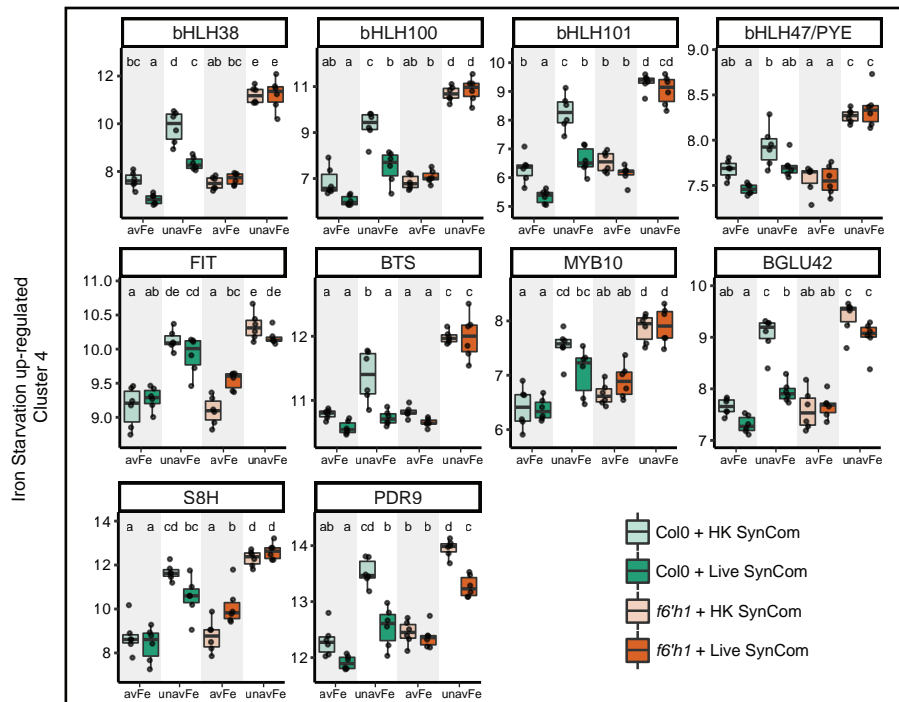 bHLH38 bHLH100 bHLH101 bHLH47/PYE
bc a d c ab bc e e
a a c b a a d d
b a c b b b d d
ab a b ab a a c c
12
10
8
11
9
7
10
9
8
7
6
5
9.0
8.5
8.0
7.5
avFe unavFe avFe unavFe
avFe unavFe avFe unavFe
avFe unavFe avFe unavFe
avFe unavFe avFe unavFe
FIT BTS MYB10 BGLU42
a ab de cd a bc e de
a a b a a a c c
a a cd bc ab ab d d
a a c b ab ab c c
10.5
10.0
9.5
9.0
12
11
8
7
6
10
9
8
7
avFe unavFe avFe unavFe
avFe unavFe avFe unavFe
avFe unavFe avFe unavFe
avFe unavFe avFe unavFe
S8H PDR9
a a cd bc a b d d
ab a cd b b b d c
14
12
10
8
14
13
12
avFe unavFe avFe unavFe
avFe unavFe avFe unavFe
Iron Starvation up-regulated
Cluster 4
Col0 + HK SynCom
Col0 + Live SynCom
f6'h1 + HK SynCom
f6'h1 + Live SynCom